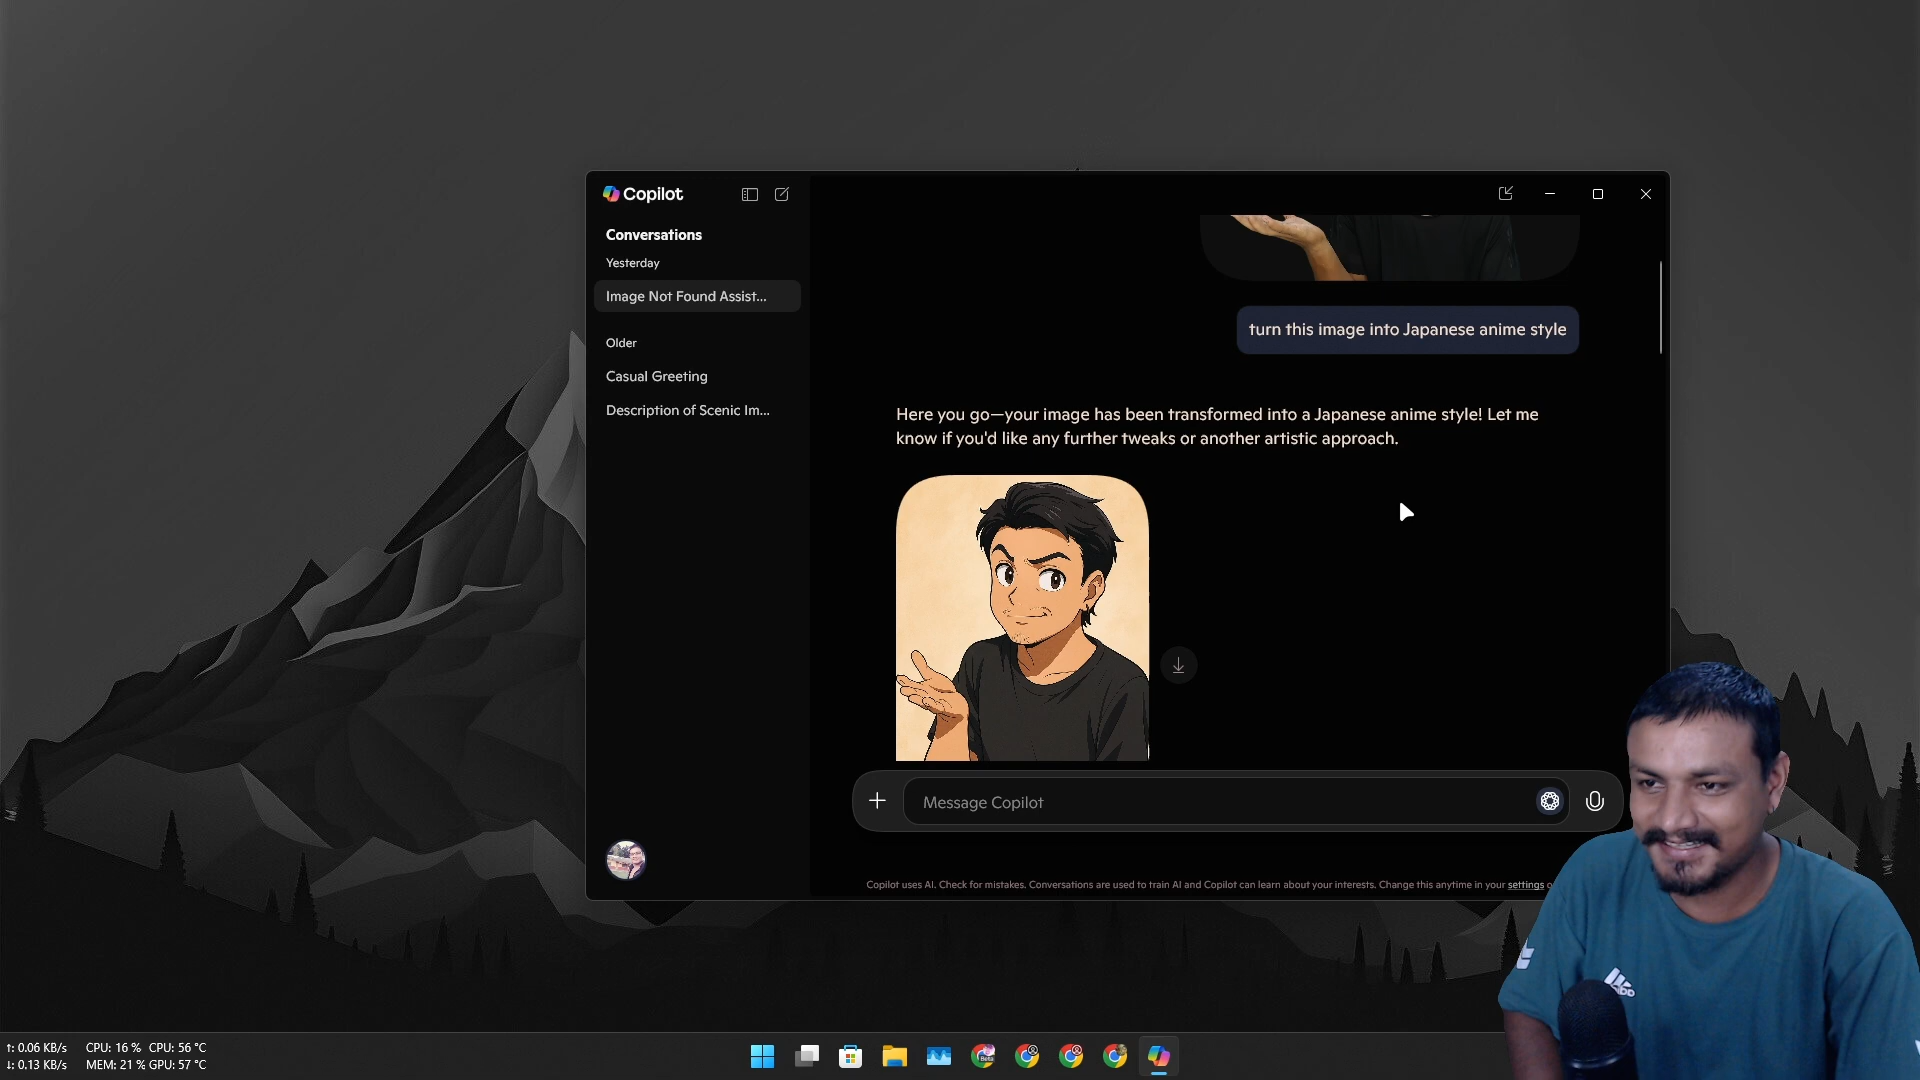 Copilot
Conversations
Yesterday
Image Not Found Assist...
Older
Casual Greeting
Description of Scenic Im...
turn this image into Japanese anime style
Here you go—your image has been transformed into a Japanese anime style! Let me
know if you'd like any further tweaks or another artistic approach.
Message Copilot
Copilot uses AI. Check for mistakes. Conversations are used to train AI and Copilot can learn about your interests. Change this anytime in your settings
↑: 0.06 KB/s CPU: 16 % CPU: 56 °C
↓: 0.13 KB/s MEM: 21 % GPU: 57 °C
Beta